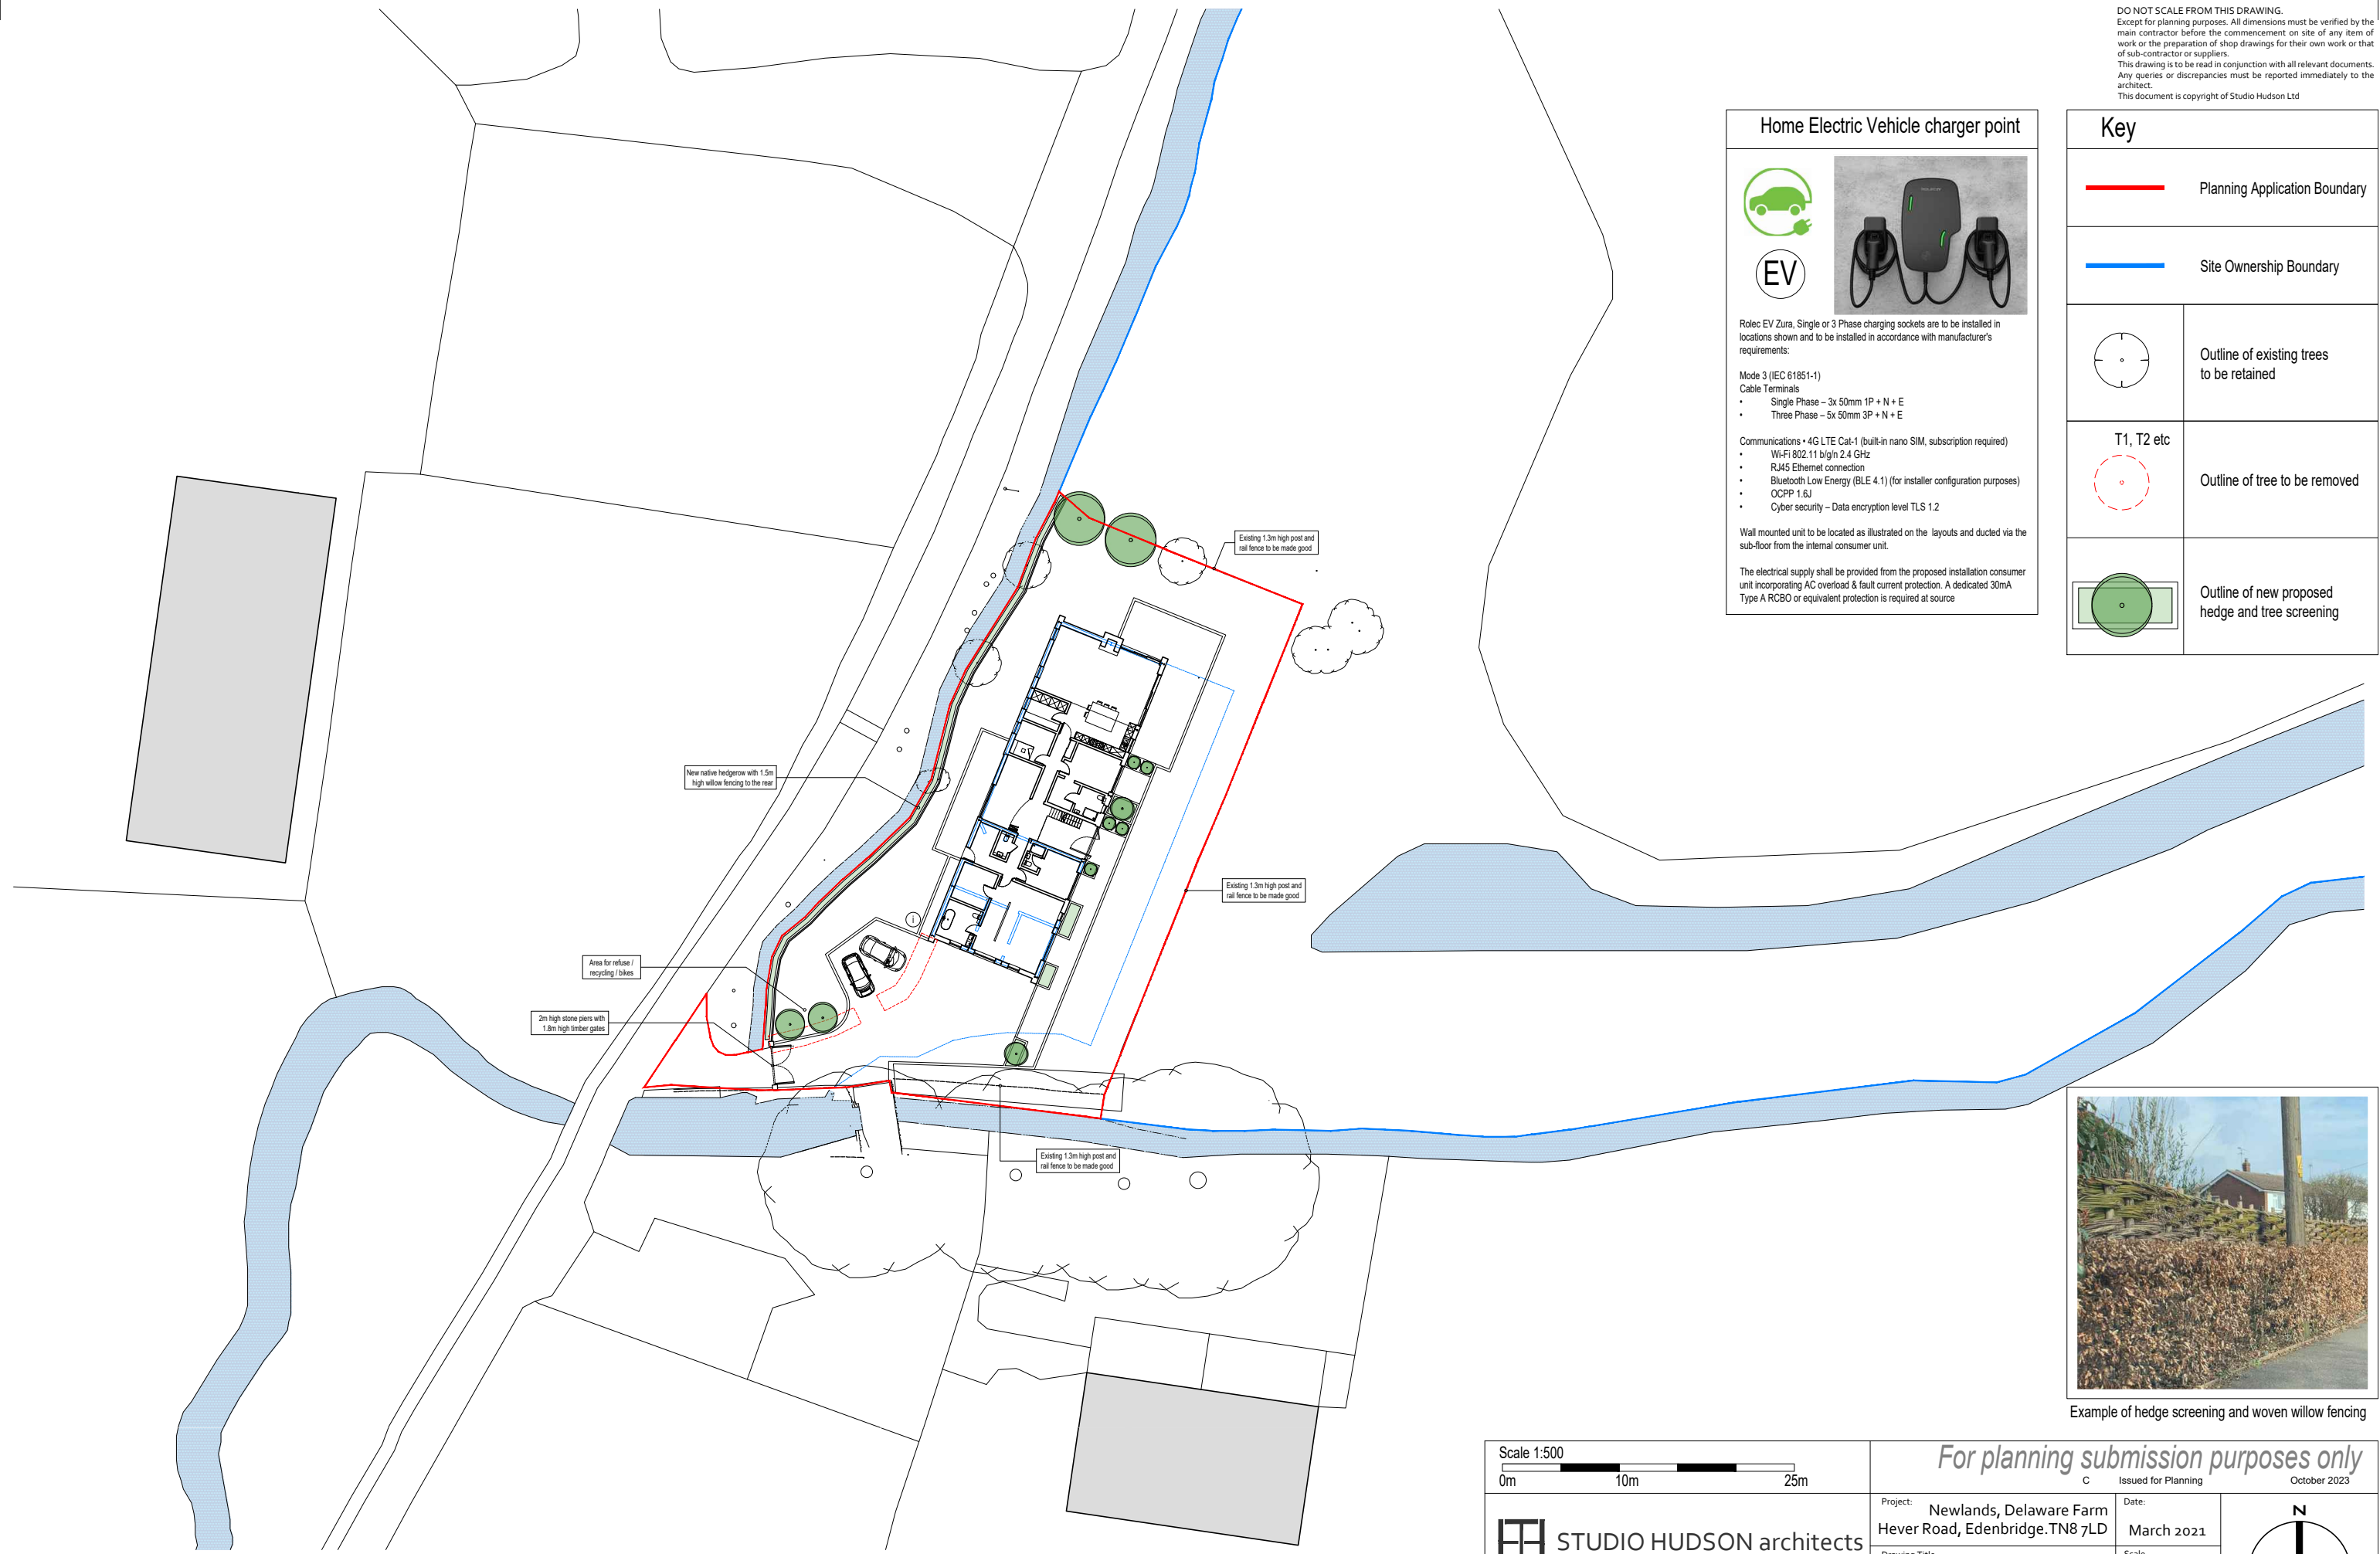 DO NOT SCALE FROM THIS DRAWING.
Except for planning purposes. All dimensions must be verified by the
main contractor before the commencement on site of any item of
work or the preparation of shop drawings for their own work or that
of sub-contractor or suppliers.
This drawing is to be read in conjunction with all relevant documents.
Any queries or discrepancies must be reported immediately to the
architect.
This document is copyright of Studio Hudson Ltd
Home Electric Vehicle charger point
EV
Rolec EV Zura, Single or 3 Phase charging sockets are to be installed in
locations shown and to be installed in accordance with manufacturer's
requirements:
Mode 3 (IEC 61851-1)
Cable Terminals
• Single Phase – 3x 50mm 1P + N + E
• Three Phase – 5x 50mm 3P + N + E
Communications • 4G LTE Cat-1 (built-in nano SIM, subscription required)
• Wi-Fi 802.11 b/g/n 2.4 GHz
• RJ45 Ethernet connection
• Bluetooth Low Energy (BLE 4.1) (for installer configuration purposes)
• OCPP 1.6J
• Cyber security – Data encryption level TLS 1.2
Wall mounted unit to be located as illustrated on the layouts and ducted via the
sub-floor from the internal consumer unit.
The electrical supply shall be provided from the proposed installation consumer
unit incorporating AC overload & fault current protection. A dedicated 30mA
Type A RCBO or equivalent protection is required at source
Key
Planning Application Boundary
Site Ownership Boundary
Outline of existing trees
to be retained
T1, T2 etc
Outline of tree to be removed
Outline of new proposed
hedge and tree screening
Existing 1.3m high post and
rail fence to be made good
New native hedgerow with 1.5m
high willow fencing to the rear
Existing 1.3m high post and
rail fence to be made good
i
Area for refuse /
recycling / bikes
2m high stone piers with
1.8m high timber gates
Existing 1.3m high post and
rail fence to be made good
Example of hedge screening and woven willow fencing
Scale 1:500
0m 10m 25m
For planning submission purposes only
C Issued for Planning October 2023
STUDIO HUDSON architects
Project: Newlands, Delaware Farm
Hever Road, Edenbridge.TN8 7LD
Date:
March 2021
N